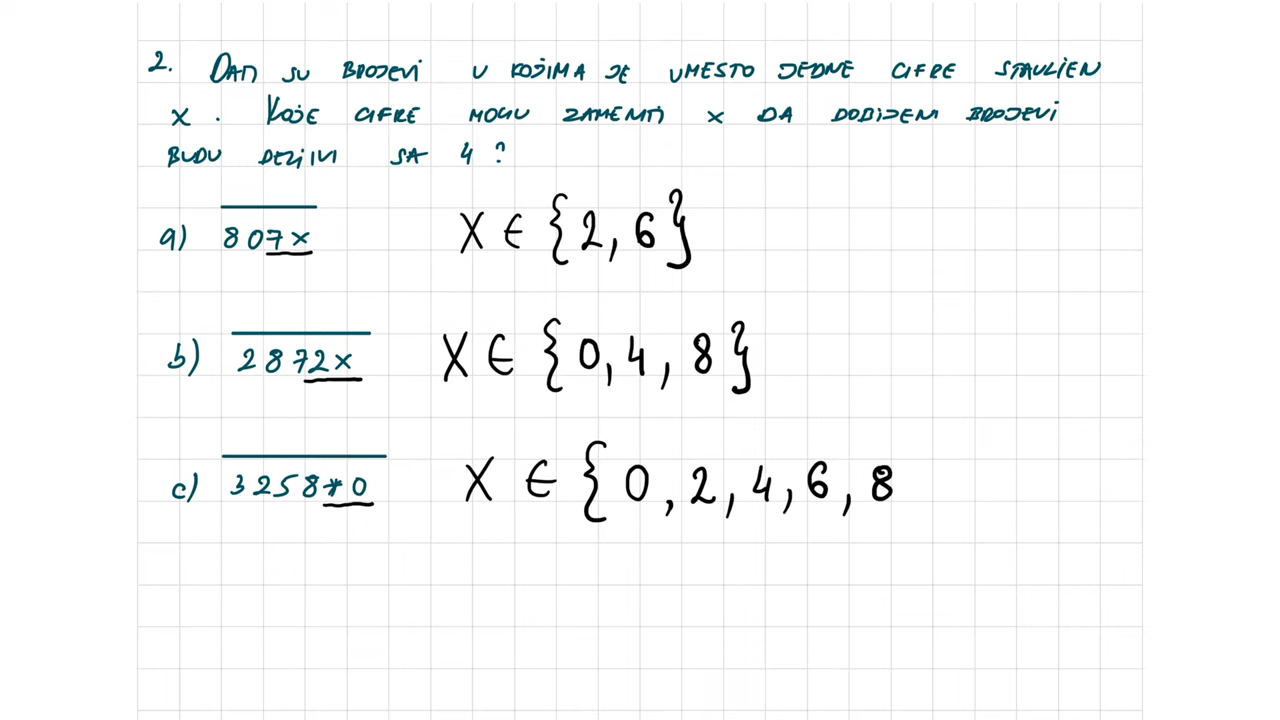 2. DATI SU BROJEVI U KOJIMA JE UMESTO JEDNE CIFRE STAVLJEN
X. KOJE CIFRE MOGU ZAMENITI X DA DOBIJENI BROJEVI
BUDU DELJIVI SA 4?
a) 807x X ∈ {2, 6}
b) 2872x X ∈ {0, 4, 8}
c) 3258*0 X ∈ {0, 2, 4, 6, 8